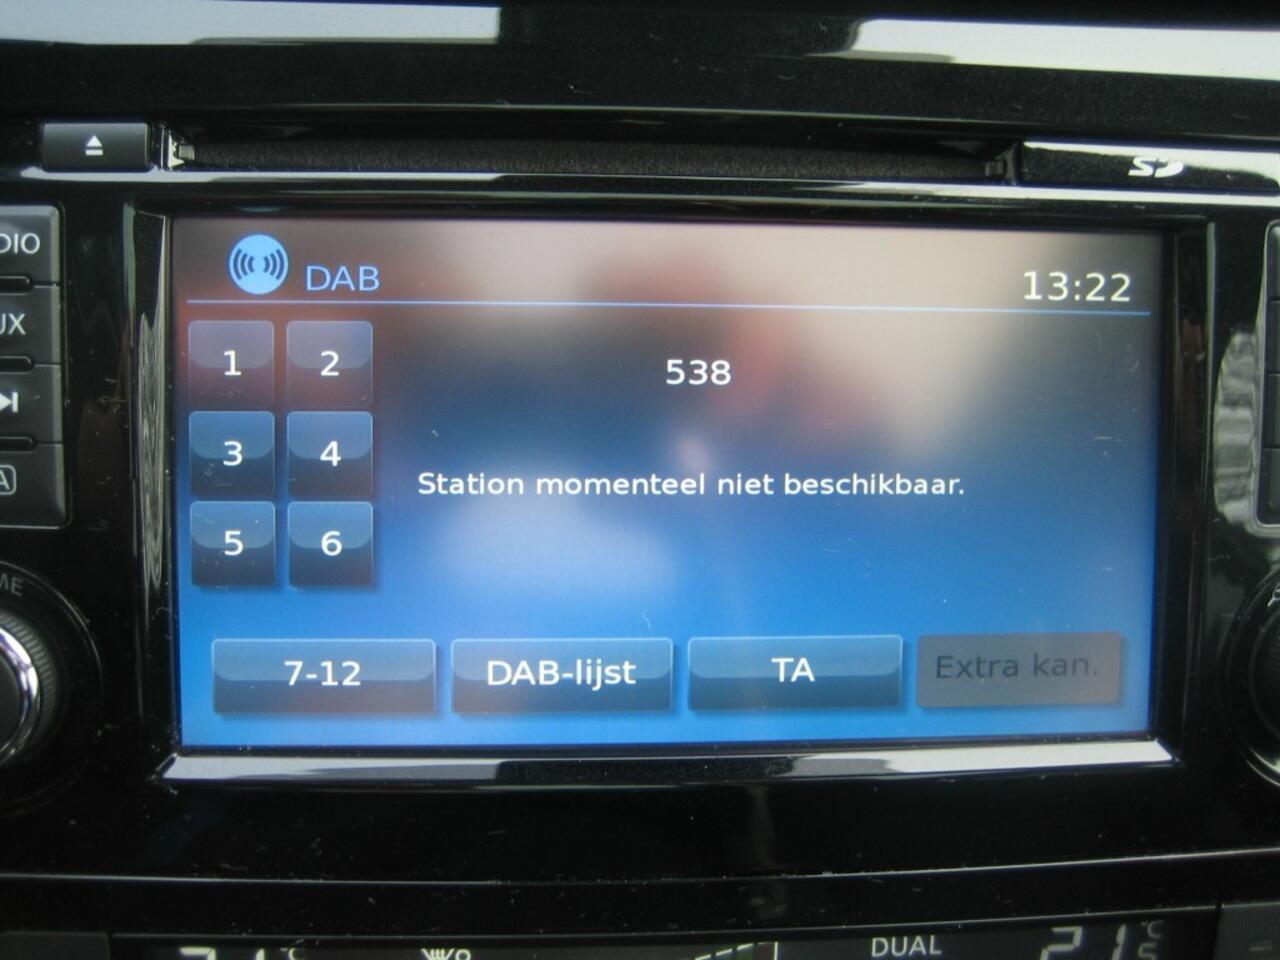 SD
DAB
13:22
1
2
538
3
4
Station momenteel niet beschikbaar.
5
6
7-12
DAB-lijst
TA
Extra kan.
DUAL